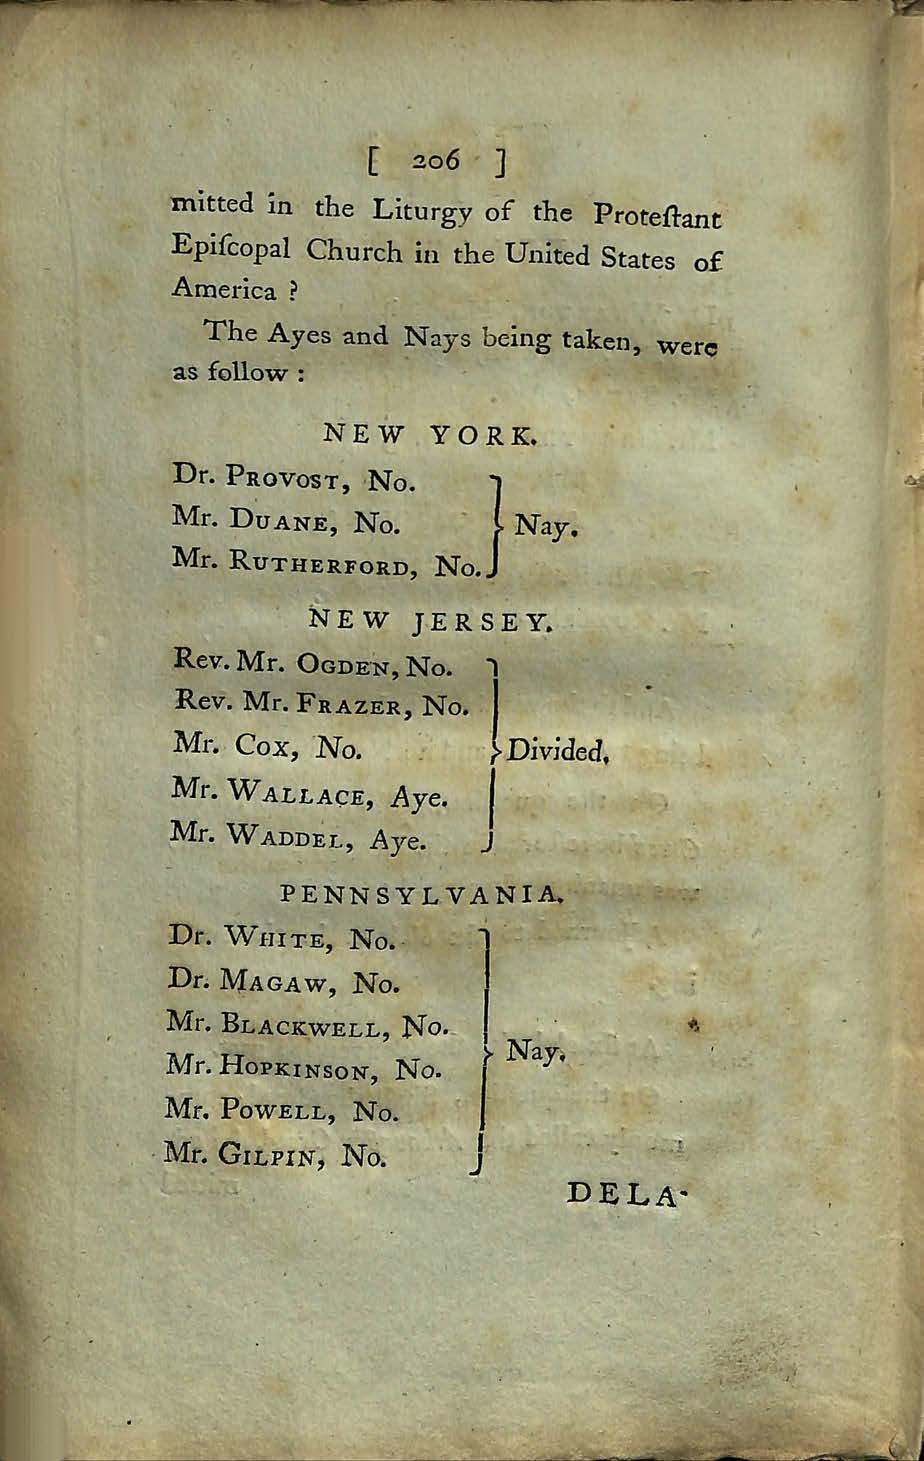 [ 206 ]
mitted in the Liturgy of the Proteſtant
Epiſcopal Church in the United States of
America ?
The Ayes and Nays being taken, were
as follow :
NEW YORK.
Dr. PROVOST, No.
Mr. DUANE, No.
Nay.
Mr. RUTHERFORD, No.
NEW JERSEY.
Rev. Mr. OGDEN, No.
Rev. Mr. FRAZER, No.
Mr. COX, No.
Divided,
Mr. WALLACE, Aye.
Mr. WADDEL, Aye.
PENNSYLVANIA.
Dr. WHITE, No.
Dr. MAGAW, No.
Mr. BLACKWELL, No.
Nay.
Mr. HOPKINSON, No.
Mr. POWELL, No.
Mr. GILPIN, No.
DELA-